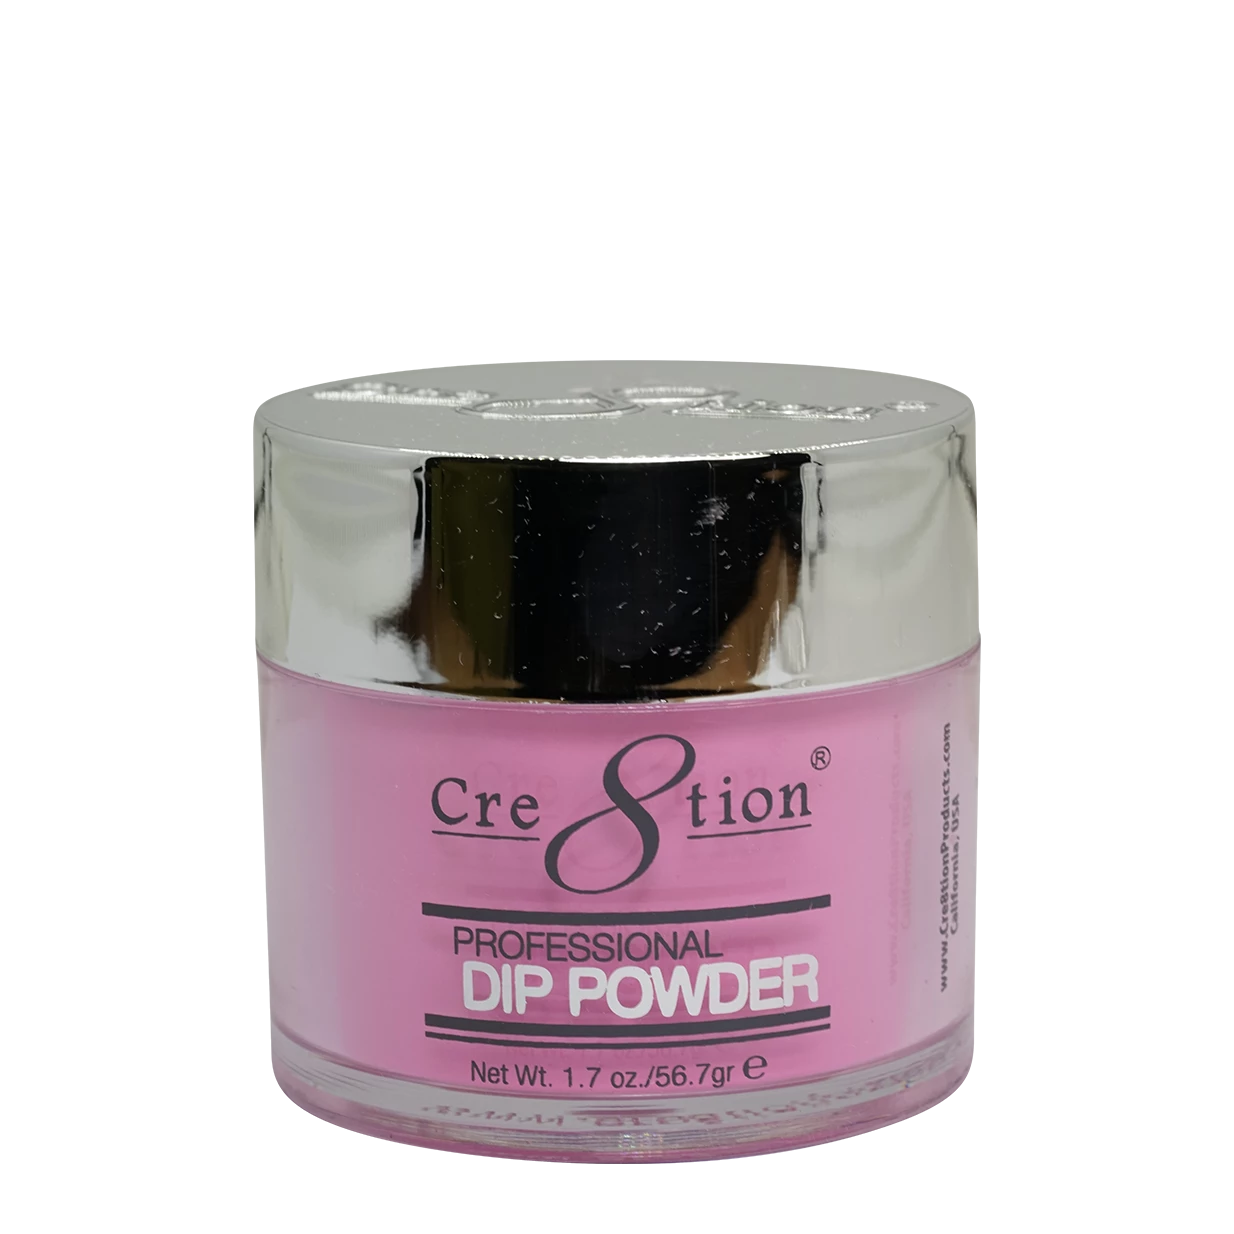 Cre8tion®
PROFESSIONAL
DIP POWDER
Net Wt. 1.7 oz./56.7gr e
www.Cre8tionProducts.com
California, USA